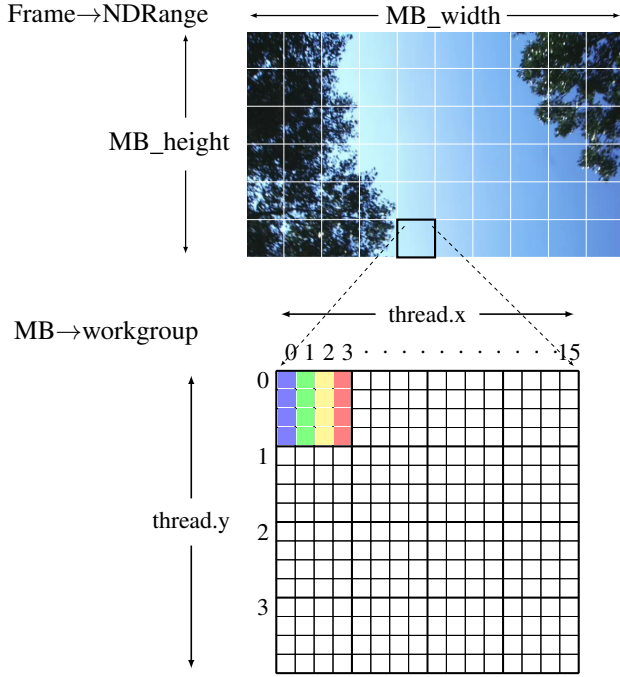 Frame→NDRange
MB_width
MB_height
MB→workgroup
thread.x
0 1 2 3 · · · · · · · · · · · 15
0
1
thread.y
2
3